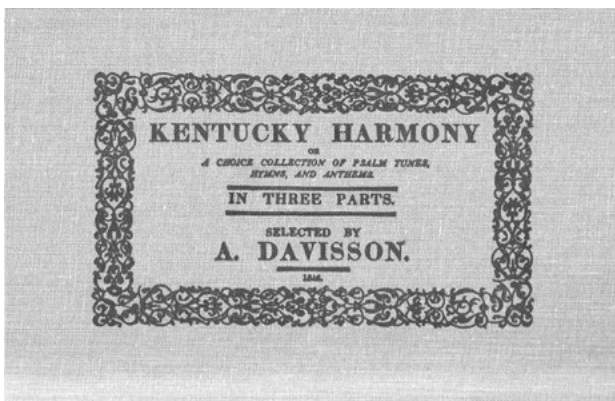 KENTUCKY HARMONY
OR
A CHOICE COLLECTION OF PSALM TUNES,
HYMNS, AND ANTHEMS.
IN THREE PARTS.
SELECTED BY
A. DAVISSON.
1816.